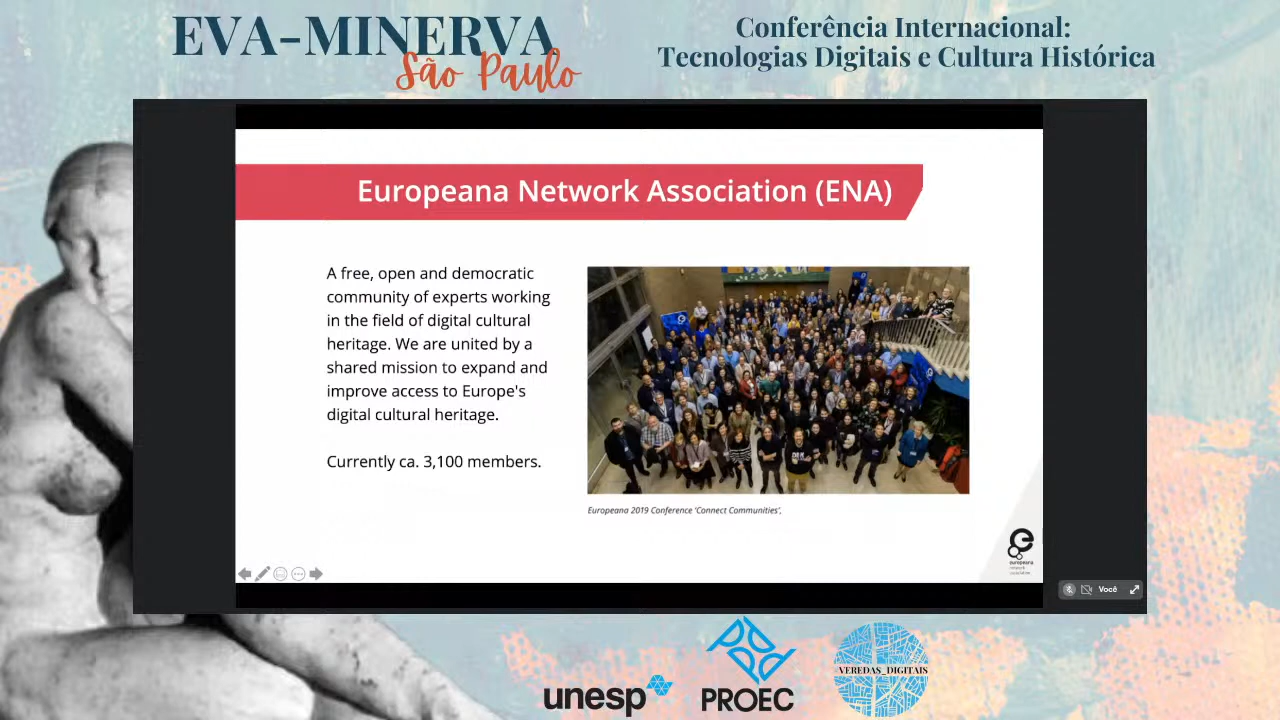 EVA-MINERVA
São Paulo
Conferência Internacional:
Tecnologias Digitais e Cultura Histórica
Europeana Network Association (ENA)
A free, open and democratic
community of experts working
in the field of digital cultural
heritage. We are united by a
shared mission to expand and
improve access to Europe's
digital cultural heritage.
Currently ca. 3,100 members.
Europeana 2019 Conference 'Connect Communities',
europeana
network
association
Você
unesp
PROEC
VEREDAS_DIGITAIS